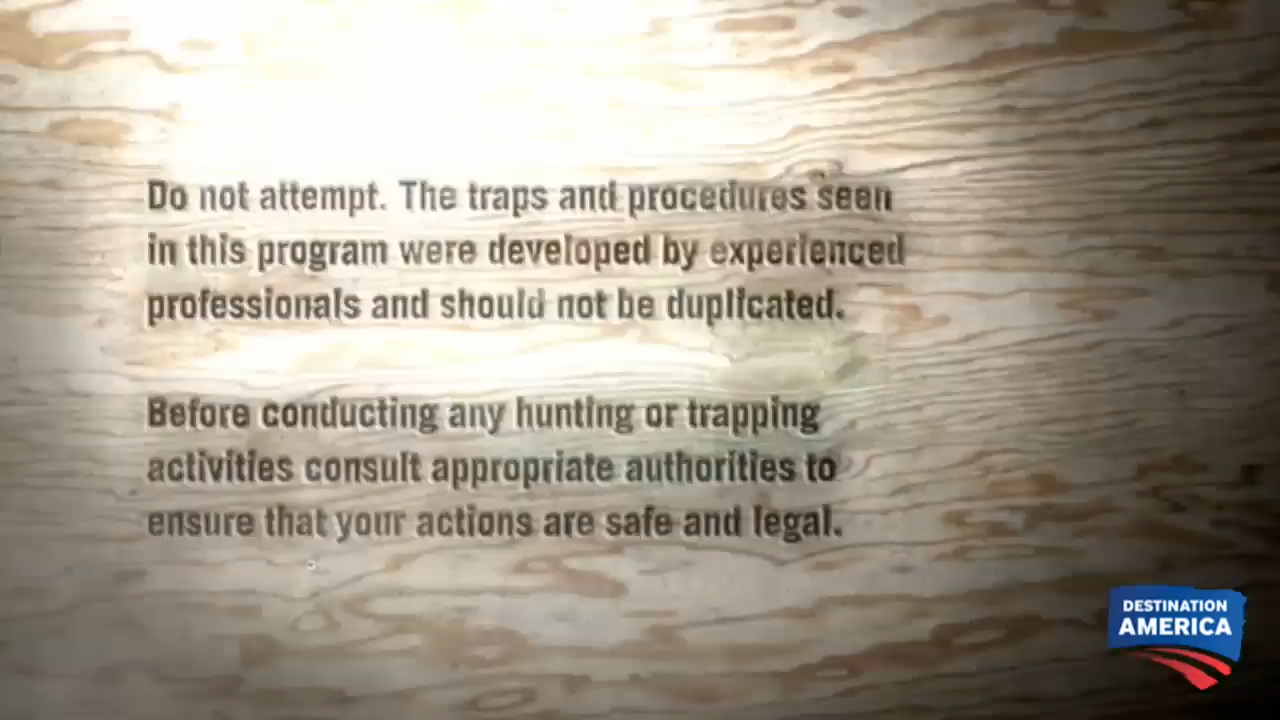 Do not attempt. The traps and procedures seen
in this program were developed by experienced
professionals and should not be duplicated.
Before conducting any hunting or trapping
activities consult appropriate authorities to
ensure that your actions are safe and legal.
DESTINATION
AMERICA